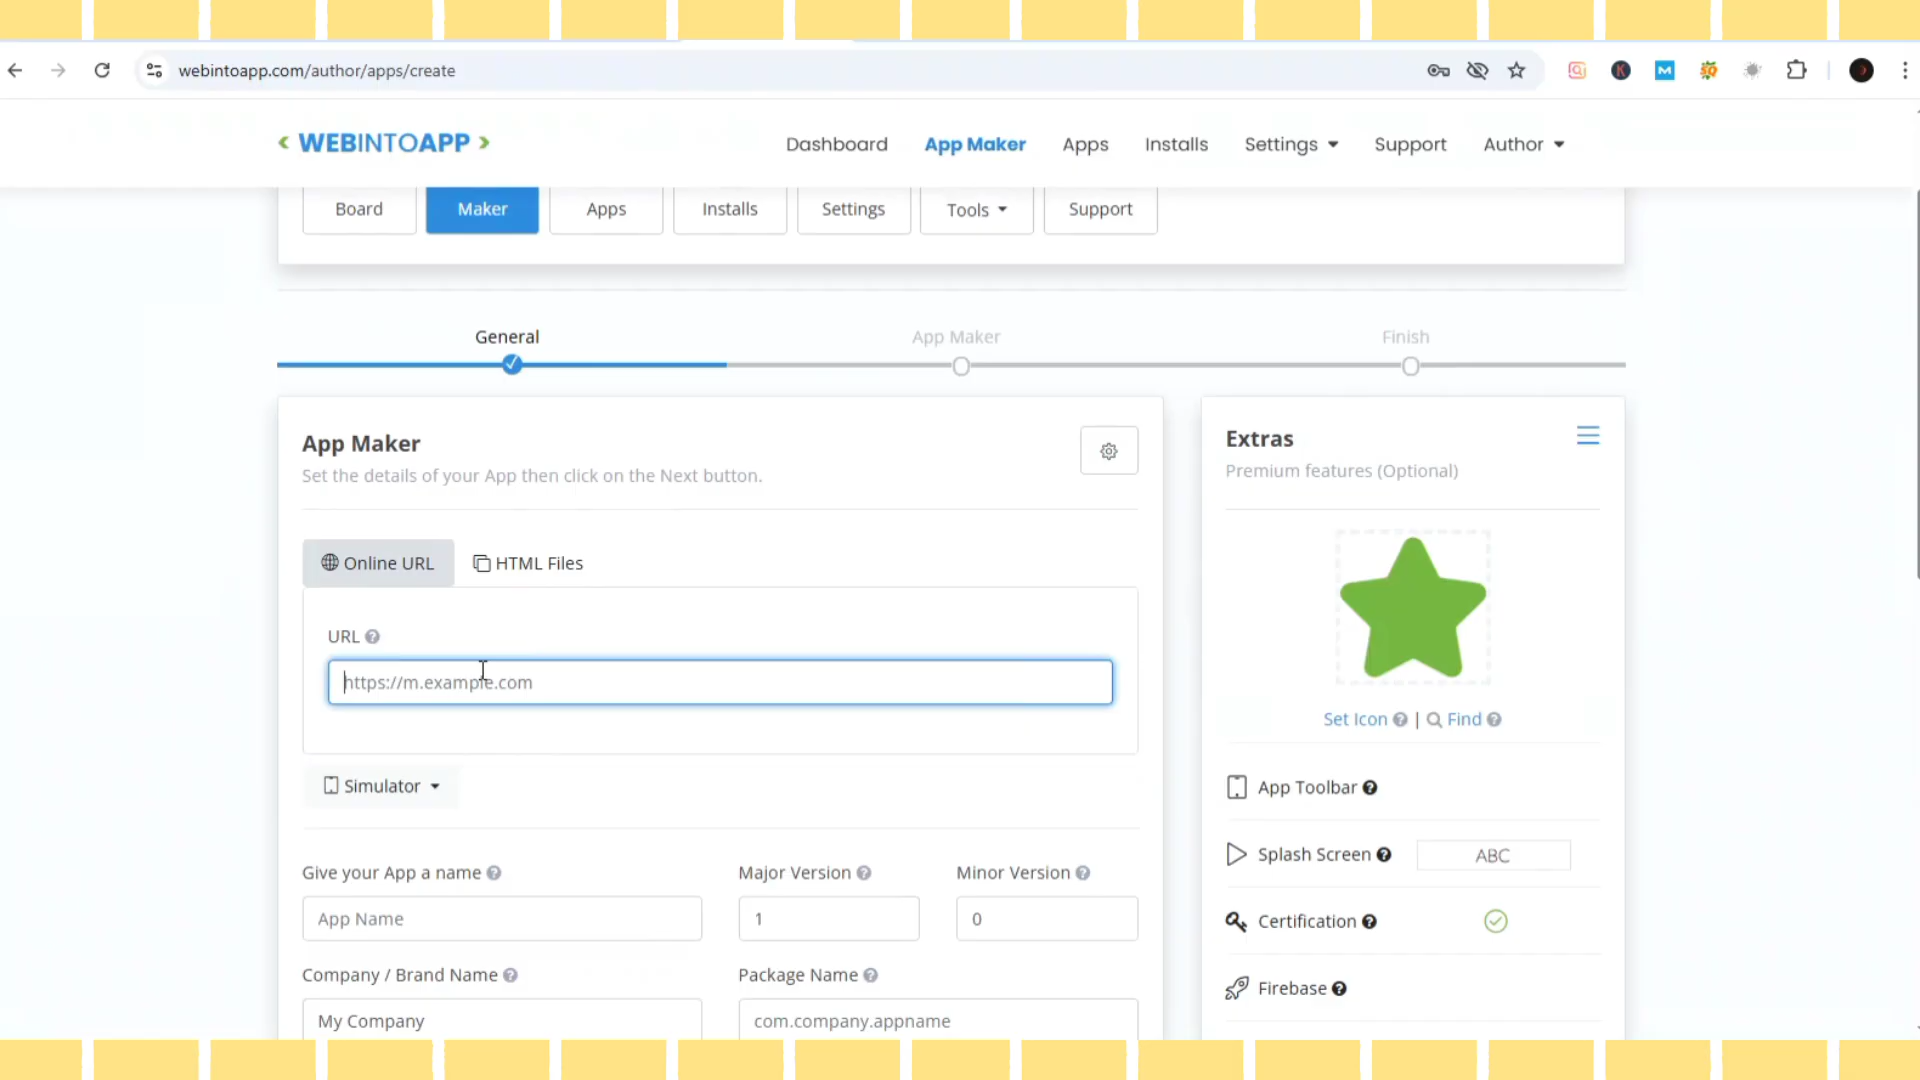 webintoapp.com/author/apps/create
< WEBINTOAPP >
Dashboard App Maker Apps Installs Settings Support Author
Board Maker Apps Installs Settings Tools Support
General App Maker Finish
App Maker
Set the details of your App then click on the Next button.
Online URL HTML Files
URL
https://m.example.com
Simulator
Give your App a name Major Version Minor Version
App Name 1 0
Company / Brand Name Package Name
My Company com.company.appname
Extras
Premium features (Optional)
Set Icon | Find
App Toolbar
Splash Screen ABC
Certification
Firebase